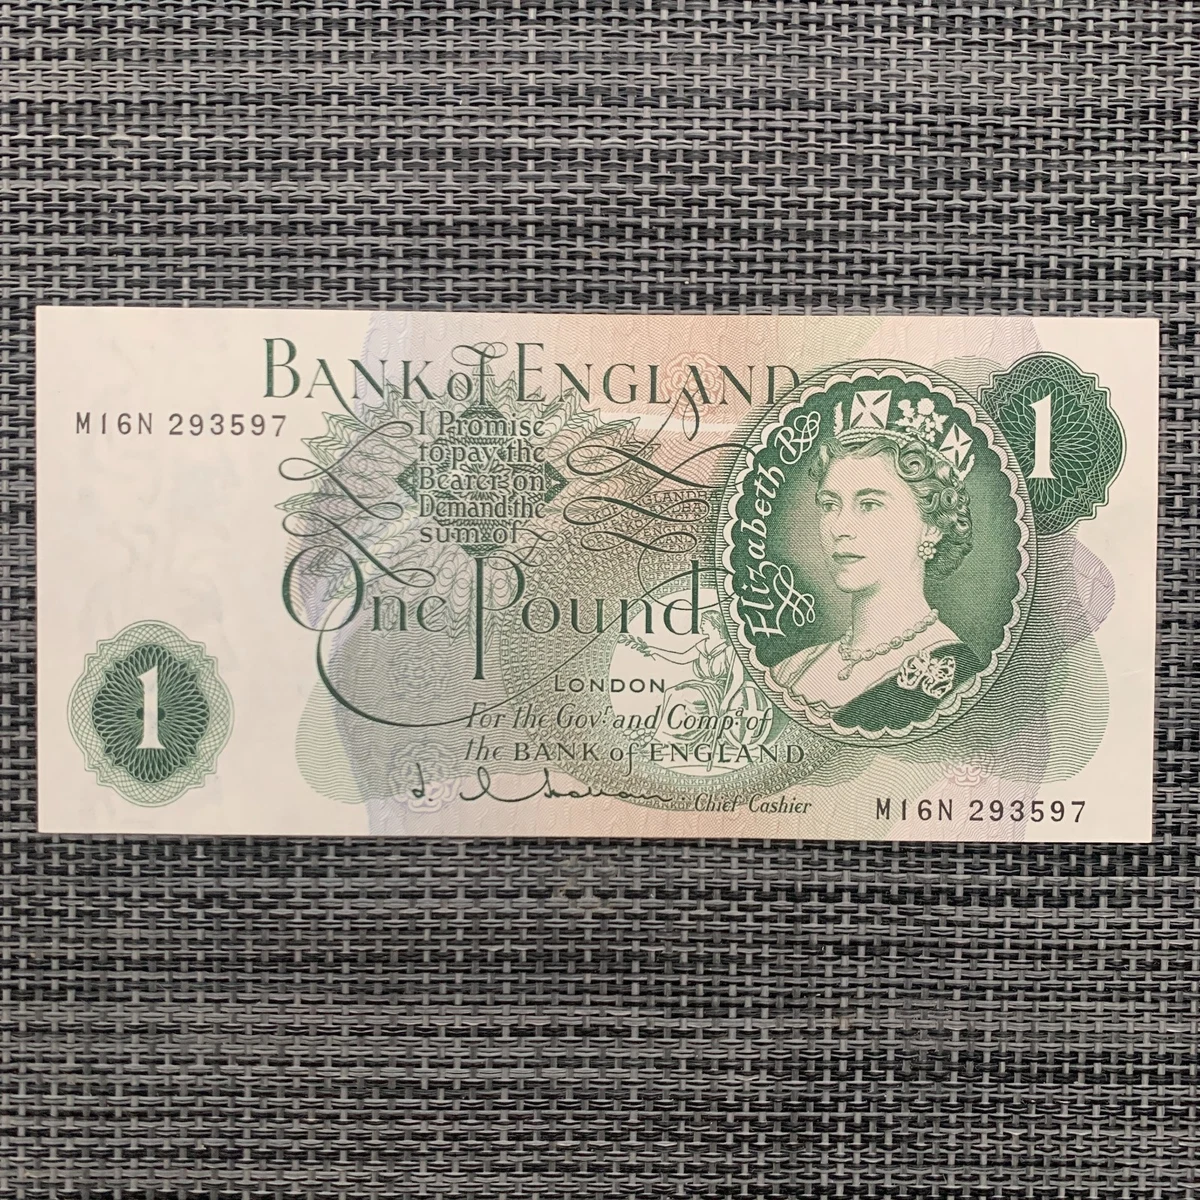 BANK of ENGLAND
M16N 293597
I Promise
to pay the
Bearer on
Demand the
sum of
One Pound
LONDON
For the Govr. and Compa. of
the BANK of ENGLAND
Chief Cashier
M16N 293597
Elizabeth R
1
1